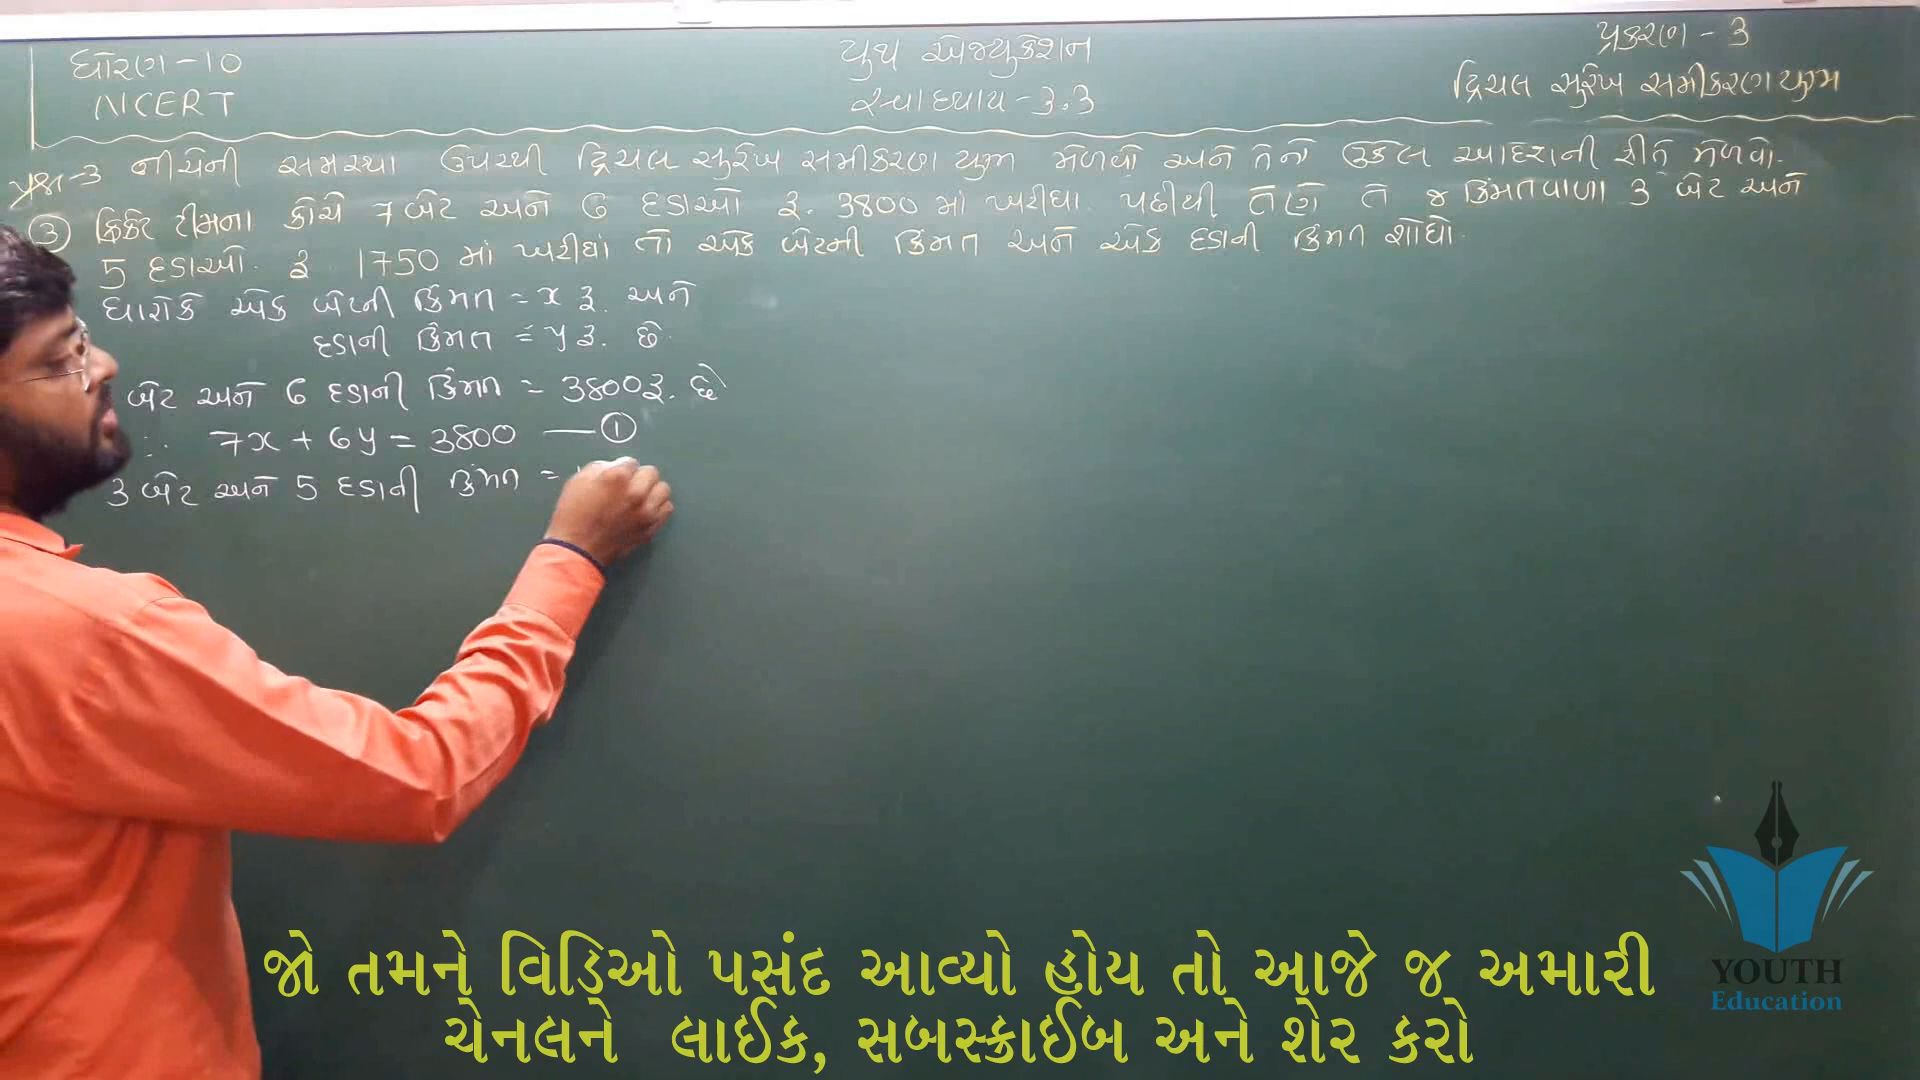 ધોરણ - 10
NCERT
યુથ એજ્યુકેશન
સ્વાધ્યાય - 3.3
પ્રકરણ - 3
દ્વિચલ સુરેખ સમીકરણયુગ્મ
પ્રશ્ન-3 નીચેની સમસ્યા ઉપરથી દ્વિચલ સુરેખ સમીકરણ યુગ્મ મેળવો અને તેનો ઉકેલ આદેશની રીતે મેળવો.
③ ક્રિકેટ ટીમના કોચે 7 બેટ અને 6 દડાઓ રૂ. 3800 માં ખરીધા. પછીથી તેણે તે જ કિંમતવાળા 3 બેટ અને
5 દડાઓ. રૂ 1750 માં ખરીધાં તો એક બેટની કિંમત અને એક દડાની કિંમત શોધો.
ધારોકે એક બેટની કિંમત = x રૂ. અને
દડાની કિંમત = y રૂ. છે.
બેટ અને 6 દડાની કિંમત = 3800રૂ. છે
∴ 7x + 6y = 3800 — ①
3 બેટ અને 5 દડાની કિંમત =
જો તમને વિડિઓ પસંદ આવ્યો હોય તો આજે જ અમારી
ચેનલને લાઈક, સબસ્ક્રાઈબ અને શેર કરો
YOUTH
Education